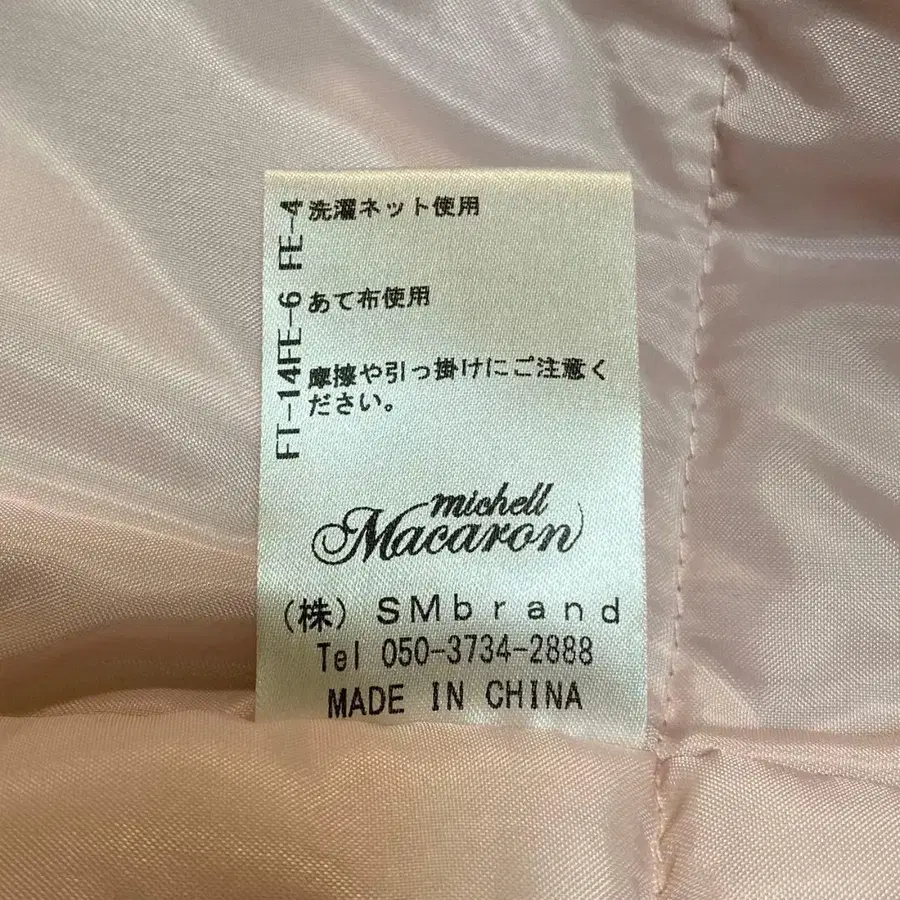 FE-4 洗濯ネット使用
FE-6 あて布使用
FT-14 摩擦や引っ掛けにご注意く
ださい。
michell
Macaron
(株) SMbrand
Tel 050-3734-2888
MADE IN CHINA